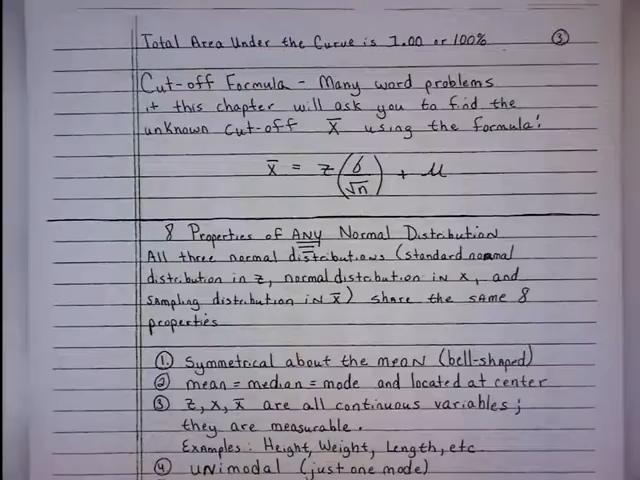 Total Area Under the Curve is 1.00 or 100% ③
Cut-off Formula - Many word problems
it this chapter will ask you to find the
unknown cut-off X̄ using the formula:
X̄ = z(σ/√n) + μ
8 Properties of ANY Normal Distribution
All three normal distributions (standard normal
distribution in z, normal distribution in x, and
sampling distribution in x̄) share the same 8
properties
① Symmetrical about the mean (bell-shaped)
② mean = median = mode and located at center
③ z, x, x̄ are all continuous variables;
they are measurable.
Examples: Height, Weight, Length, etc
④ unimodal (just one mode)